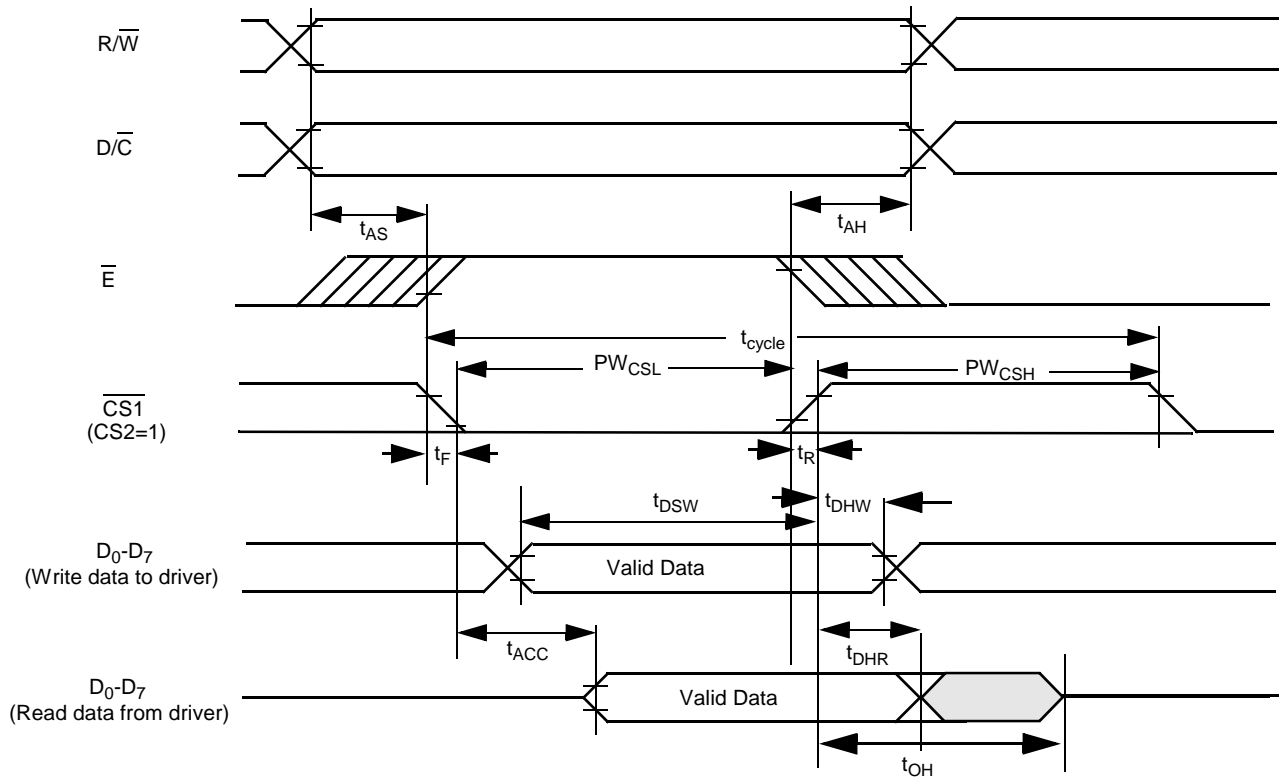 R/W̅
D/C̅
tAS
tAH
E̅
tcycle
PWCSL
PWCSH
C̅S̅1̅
(CS2=1)
tF
tR
tDSW
tDHW
D0-D7
(Write data to driver)
Valid Data
tACC
tDHR
D0-D7
(Read data from driver)
Valid Data
tOH